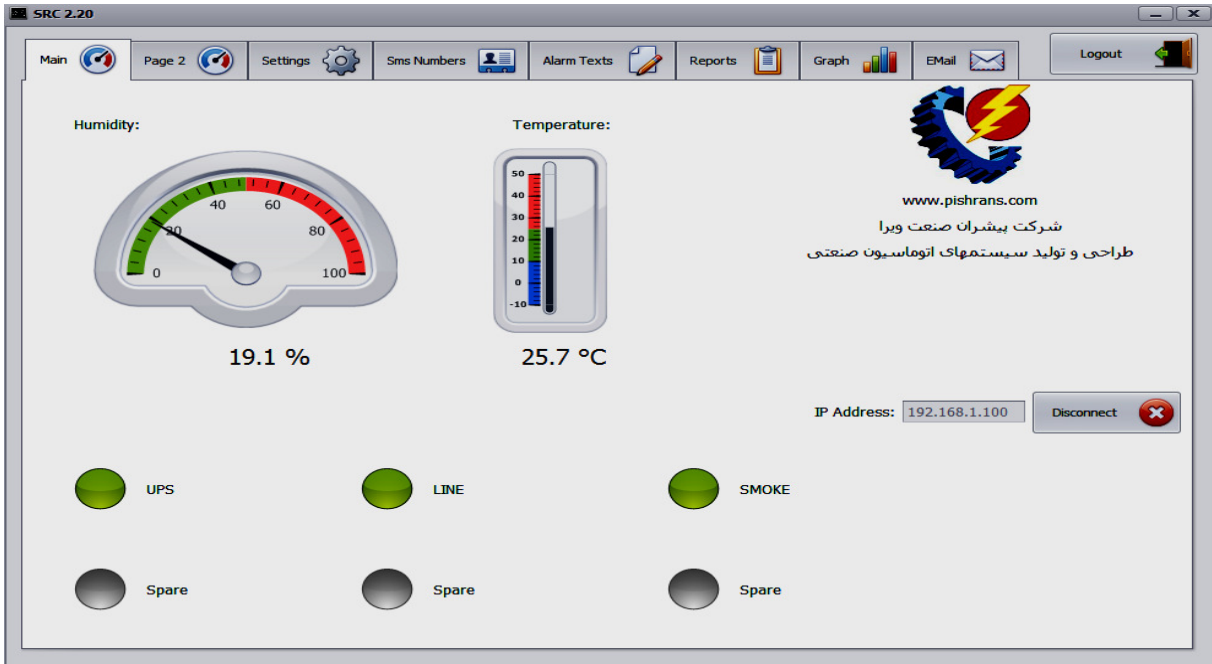 SRC 2.20
Main
Page 2
Settings
Sms Numbers
Alarm Texts
Reports
Graph
EMail
Logout
Humidity:
0
20
40
60
80
100
19.1 %
Temperature:
50
40
30
20
10
0
-10
25.7 °C
www.pishrans.com
شرکت پیشران صنعت ویرا
طراحی و تولید سیستمهای اتوماسیون صنعتی
IP Address: 192.168.1.100
Disconnect
UPS
LINE
SMOKE
Spare
Spare
Spare